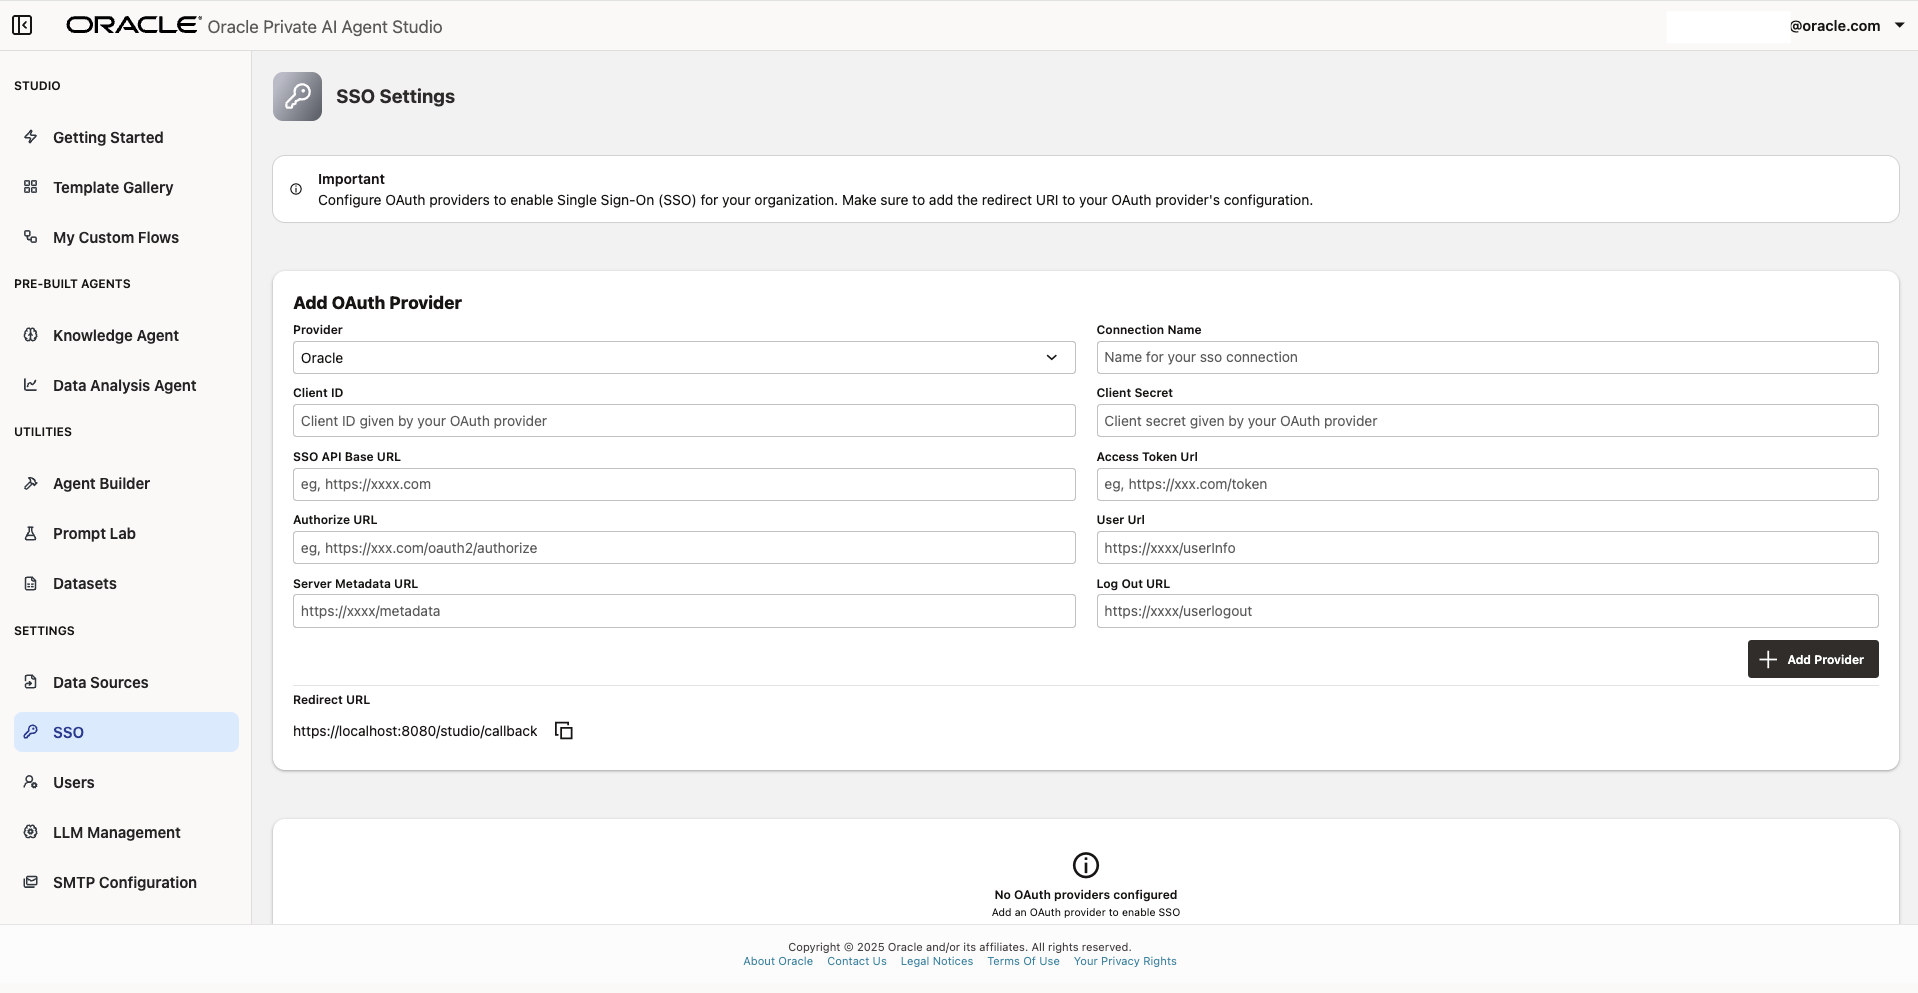 ORACLE Oracle Private AI Agent Studio
@oracle.com
STUDIO
Getting Started
Template Gallery
My Custom Flows
PRE-BUILT AGENTS
Knowledge Agent
Data Analysis Agent
UTILITIES
Agent Builder
Prompt Lab
Datasets
SETTINGS
Data Sources
SSO
Users
LLM Management
SMTP Configuration
SSO Settings
Important
Configure OAuth providers to enable Single Sign-On (SSO) for your organization. Make sure to add the redirect URI to your OAuth provider's configuration.
Add OAuth Provider
Provider
Oracle
Connection Name
Name for your sso connection
Client ID
Client ID given by your OAuth provider
Client Secret
Client secret given by your OAuth provider
SSO API Base URL
eg, https://xxxx.com
Access Token Url
eg, https://xxx.com/token
Authorize URL
eg, https://xxx.com/oauth2/authorize
User Url
https://xxxx/userInfo
Server Metadata URL
https://xxxx/metadata
Log Out URL
https://xxxx/userlogout
Add Provider
Redirect URL
https://localhost:8080/studio/callback
No OAuth providers configured
Add an OAuth provider to enable SSO
Copyright © 2025 Oracle and/or its affiliates. All rights reserved.
About Oracle Contact Us Legal Notices Terms Of Use Your Privacy Rights